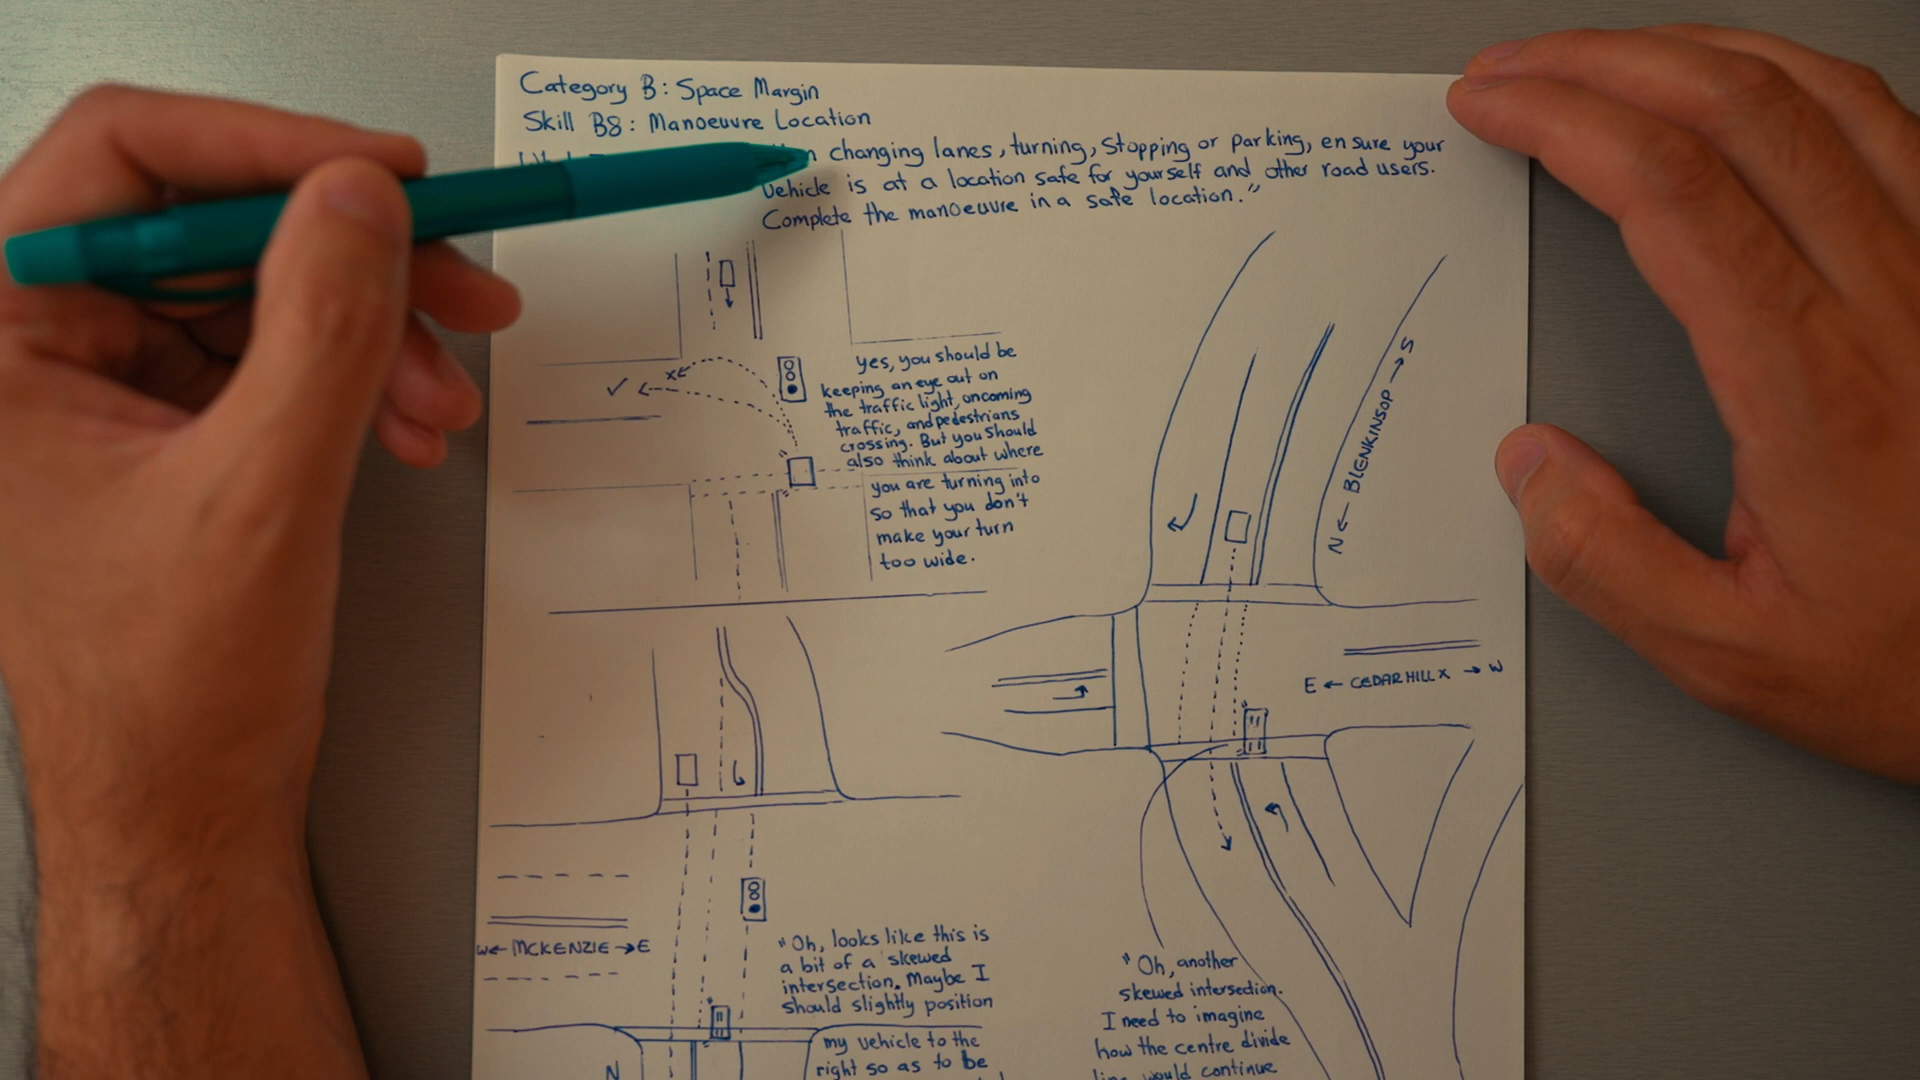 Category B: Space Margin
Skill B8: Manoeuvre Location
changing lanes, turning, stopping or parking, ensure your
vehicle is at a location safe for yourself and other road users.
Complete the manoeuvre in a safe location."
yes, you should be
keeping an eye out on
the traffic light, oncoming
traffic, and pedestrians
crossing. But you should
also think about where
you are turning into
so that you don't
make your turn
too wide.
N ← BLENKINSOP → S
E ← CEDAR HILL X → W
W ← MCKENZIE → E
"Oh, looks like this is
a bit of a skewed
intersection. Maybe I
should slightly position
my vehicle to the
right so as to be
N
"Oh, another
skewed intersection.
I need to imagine
how the centre divide
line would continue